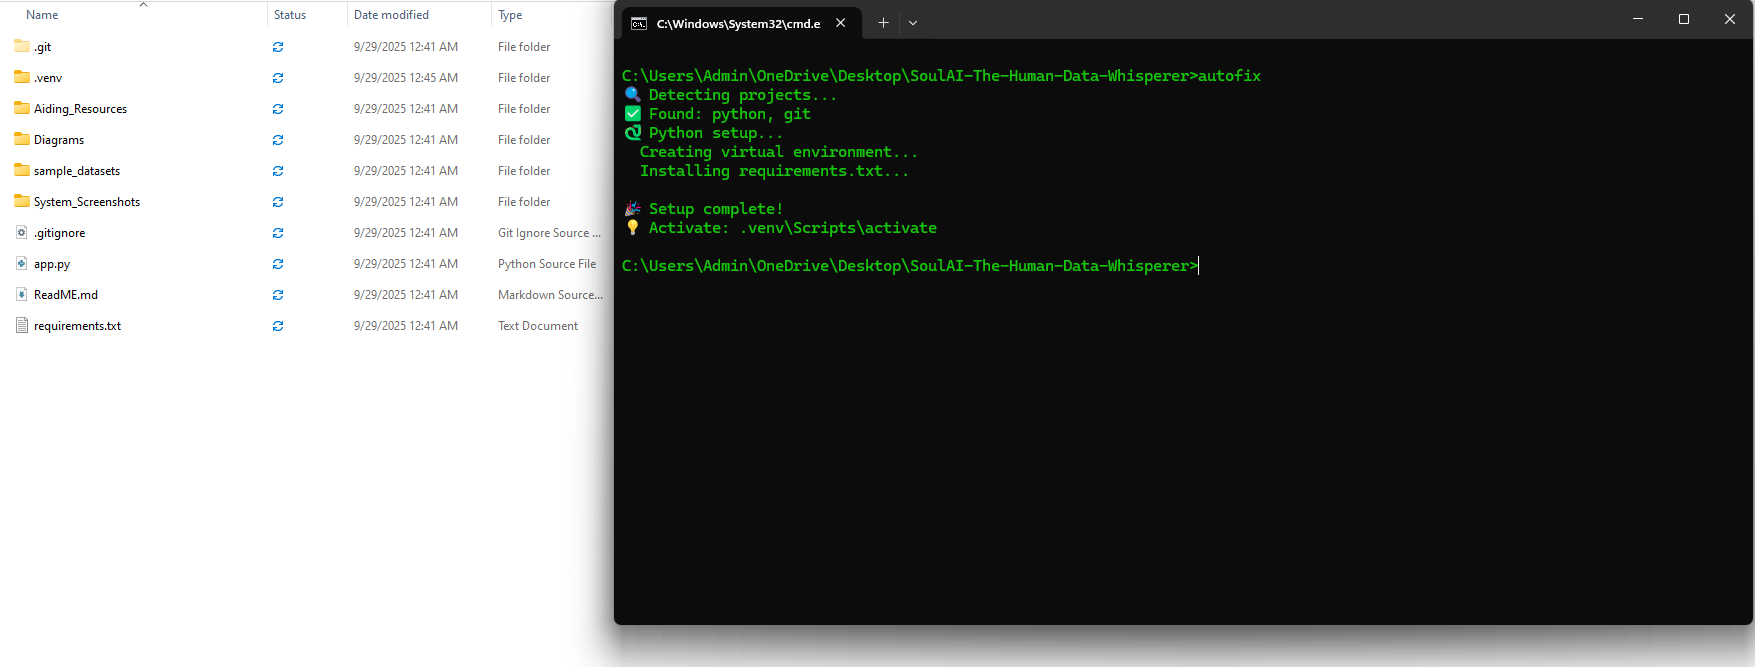 Name Status Date modified Type
.git 9/29/2025 12:41 AM File folder
.venv 9/29/2025 12:45 AM File folder
Aiding_Resources 9/29/2025 12:41 AM File folder
Diagrams 9/29/2025 12:41 AM File folder
sample_datasets 9/29/2025 12:41 AM File folder
System_Screenshots 9/29/2025 12:41 AM File folder
.gitignore 9/29/2025 12:41 AM Git Ignore Source ...
app.py 9/29/2025 12:41 AM Python Source File
ReadME.md 9/29/2025 12:41 AM Markdown Source...
requirements.txt 9/29/2025 12:41 AM Text Document
C:\Windows\System32\cmd.e
C:\Users\Admin\OneDrive\Desktop\SoulAI-The-Human-Data-Whisperer>autofix
🔍 Detecting projects...
✅ Found: python, git
🐍 Python setup...
Creating virtual environment...
Installing requirements.txt...
🎉 Setup complete!
💡 Activate: .venv\Scripts\activate
C:\Users\Admin\OneDrive\Desktop\SoulAI-The-Human-Data-Whisperer>